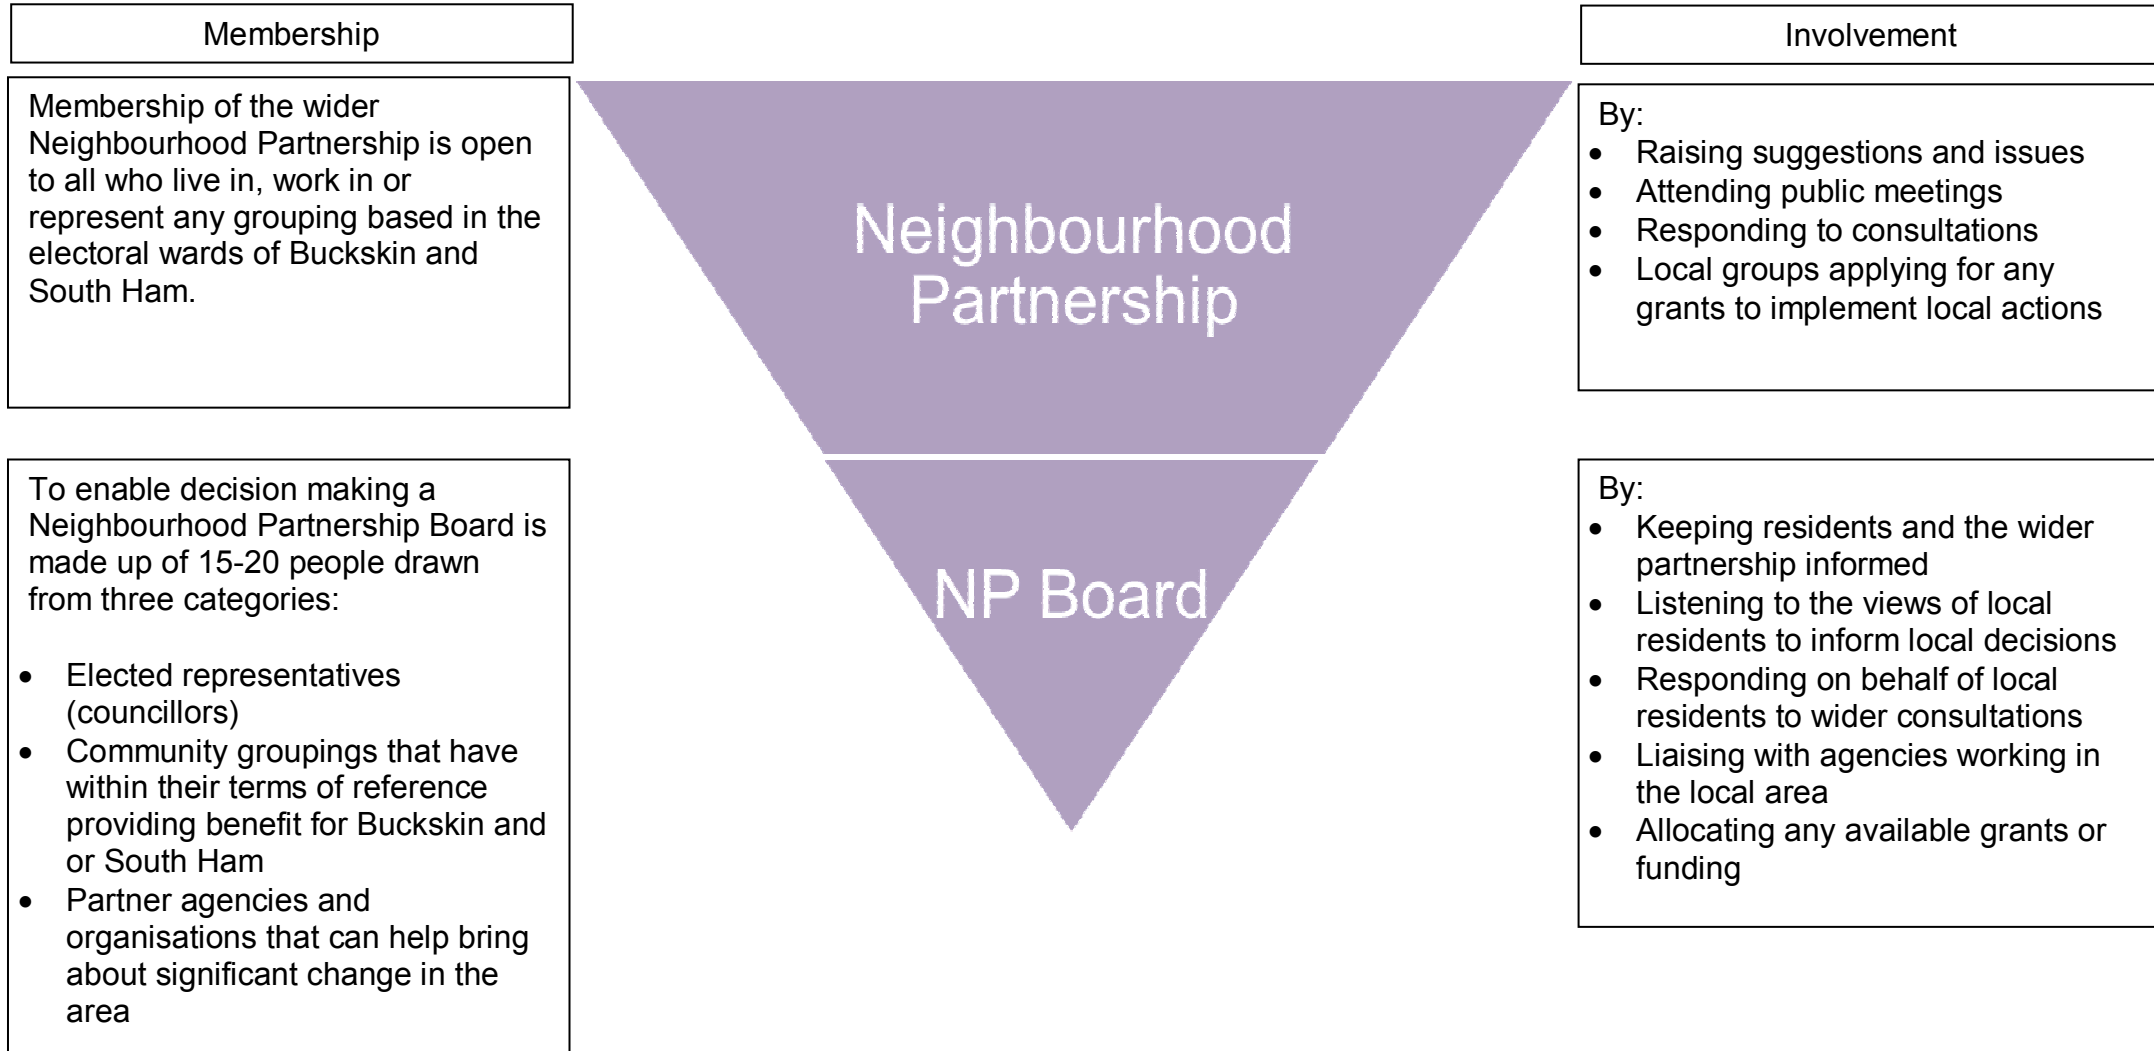 Membership
Involvement
Membership of the wider
Neighbourhood Partnership is open
to all who live in, work in or
represent any grouping based in the
electoral wards of Buckskin and
South Ham.
Neighbourhood
Partnership
By:
• Raising suggestions and issues
• Attending public meetings
• Responding to consultations
• Local groups applying for any
grants to implement local actions
To enable decision making a
Neighbourhood Partnership Board is
made up of 15-20 people drawn
from three categories:
• Elected representatives
(councillors)
• Community groupings that have
within their terms of reference
providing benefit for Buckskin and
or South Ham
• Partner agencies and
organisations that can help bring
about significant change in the
area
NP Board
By:
• Keeping residents and the wider
partnership informed
• Listening to the views of local
residents to inform local decisions
• Responding on behalf of local
residents to wider consultations
• Liaising with agencies working in
the local area
• Allocating any available grants or
funding